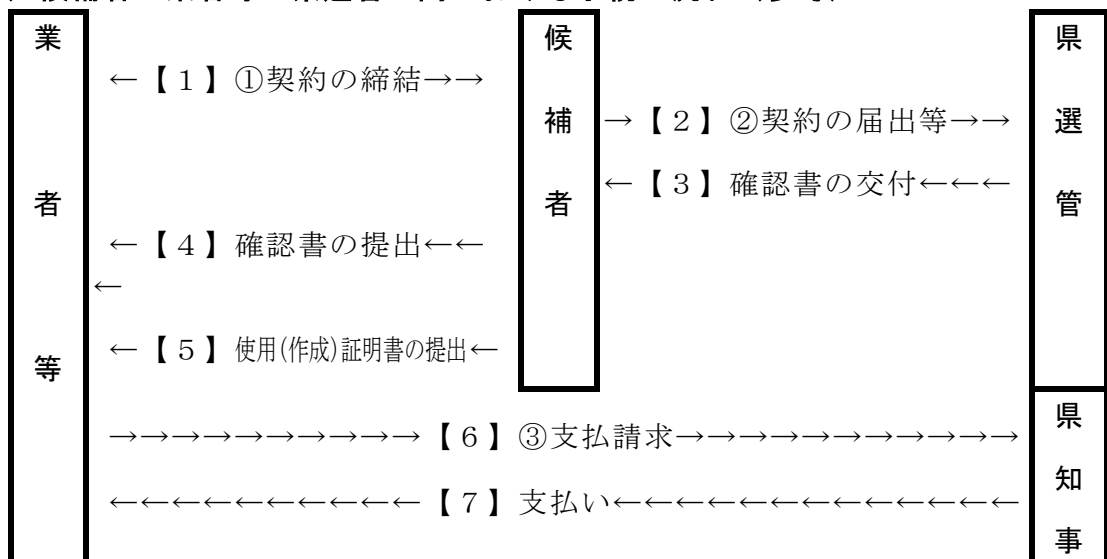 業者等
候補者
県選管
←【１】①契約の締結→→
→【２】②契約の届出等→→
←【３】確認書の交付←←←
←【４】確認書の提出←←
←
←【５】使用(作成)証明書の提出←
県知事
→→→→→→→→→→【６】③支払請求→→→→→→→→→→→
←←←←←←←←←←【７】支払い←←←←←←←←←←←←←